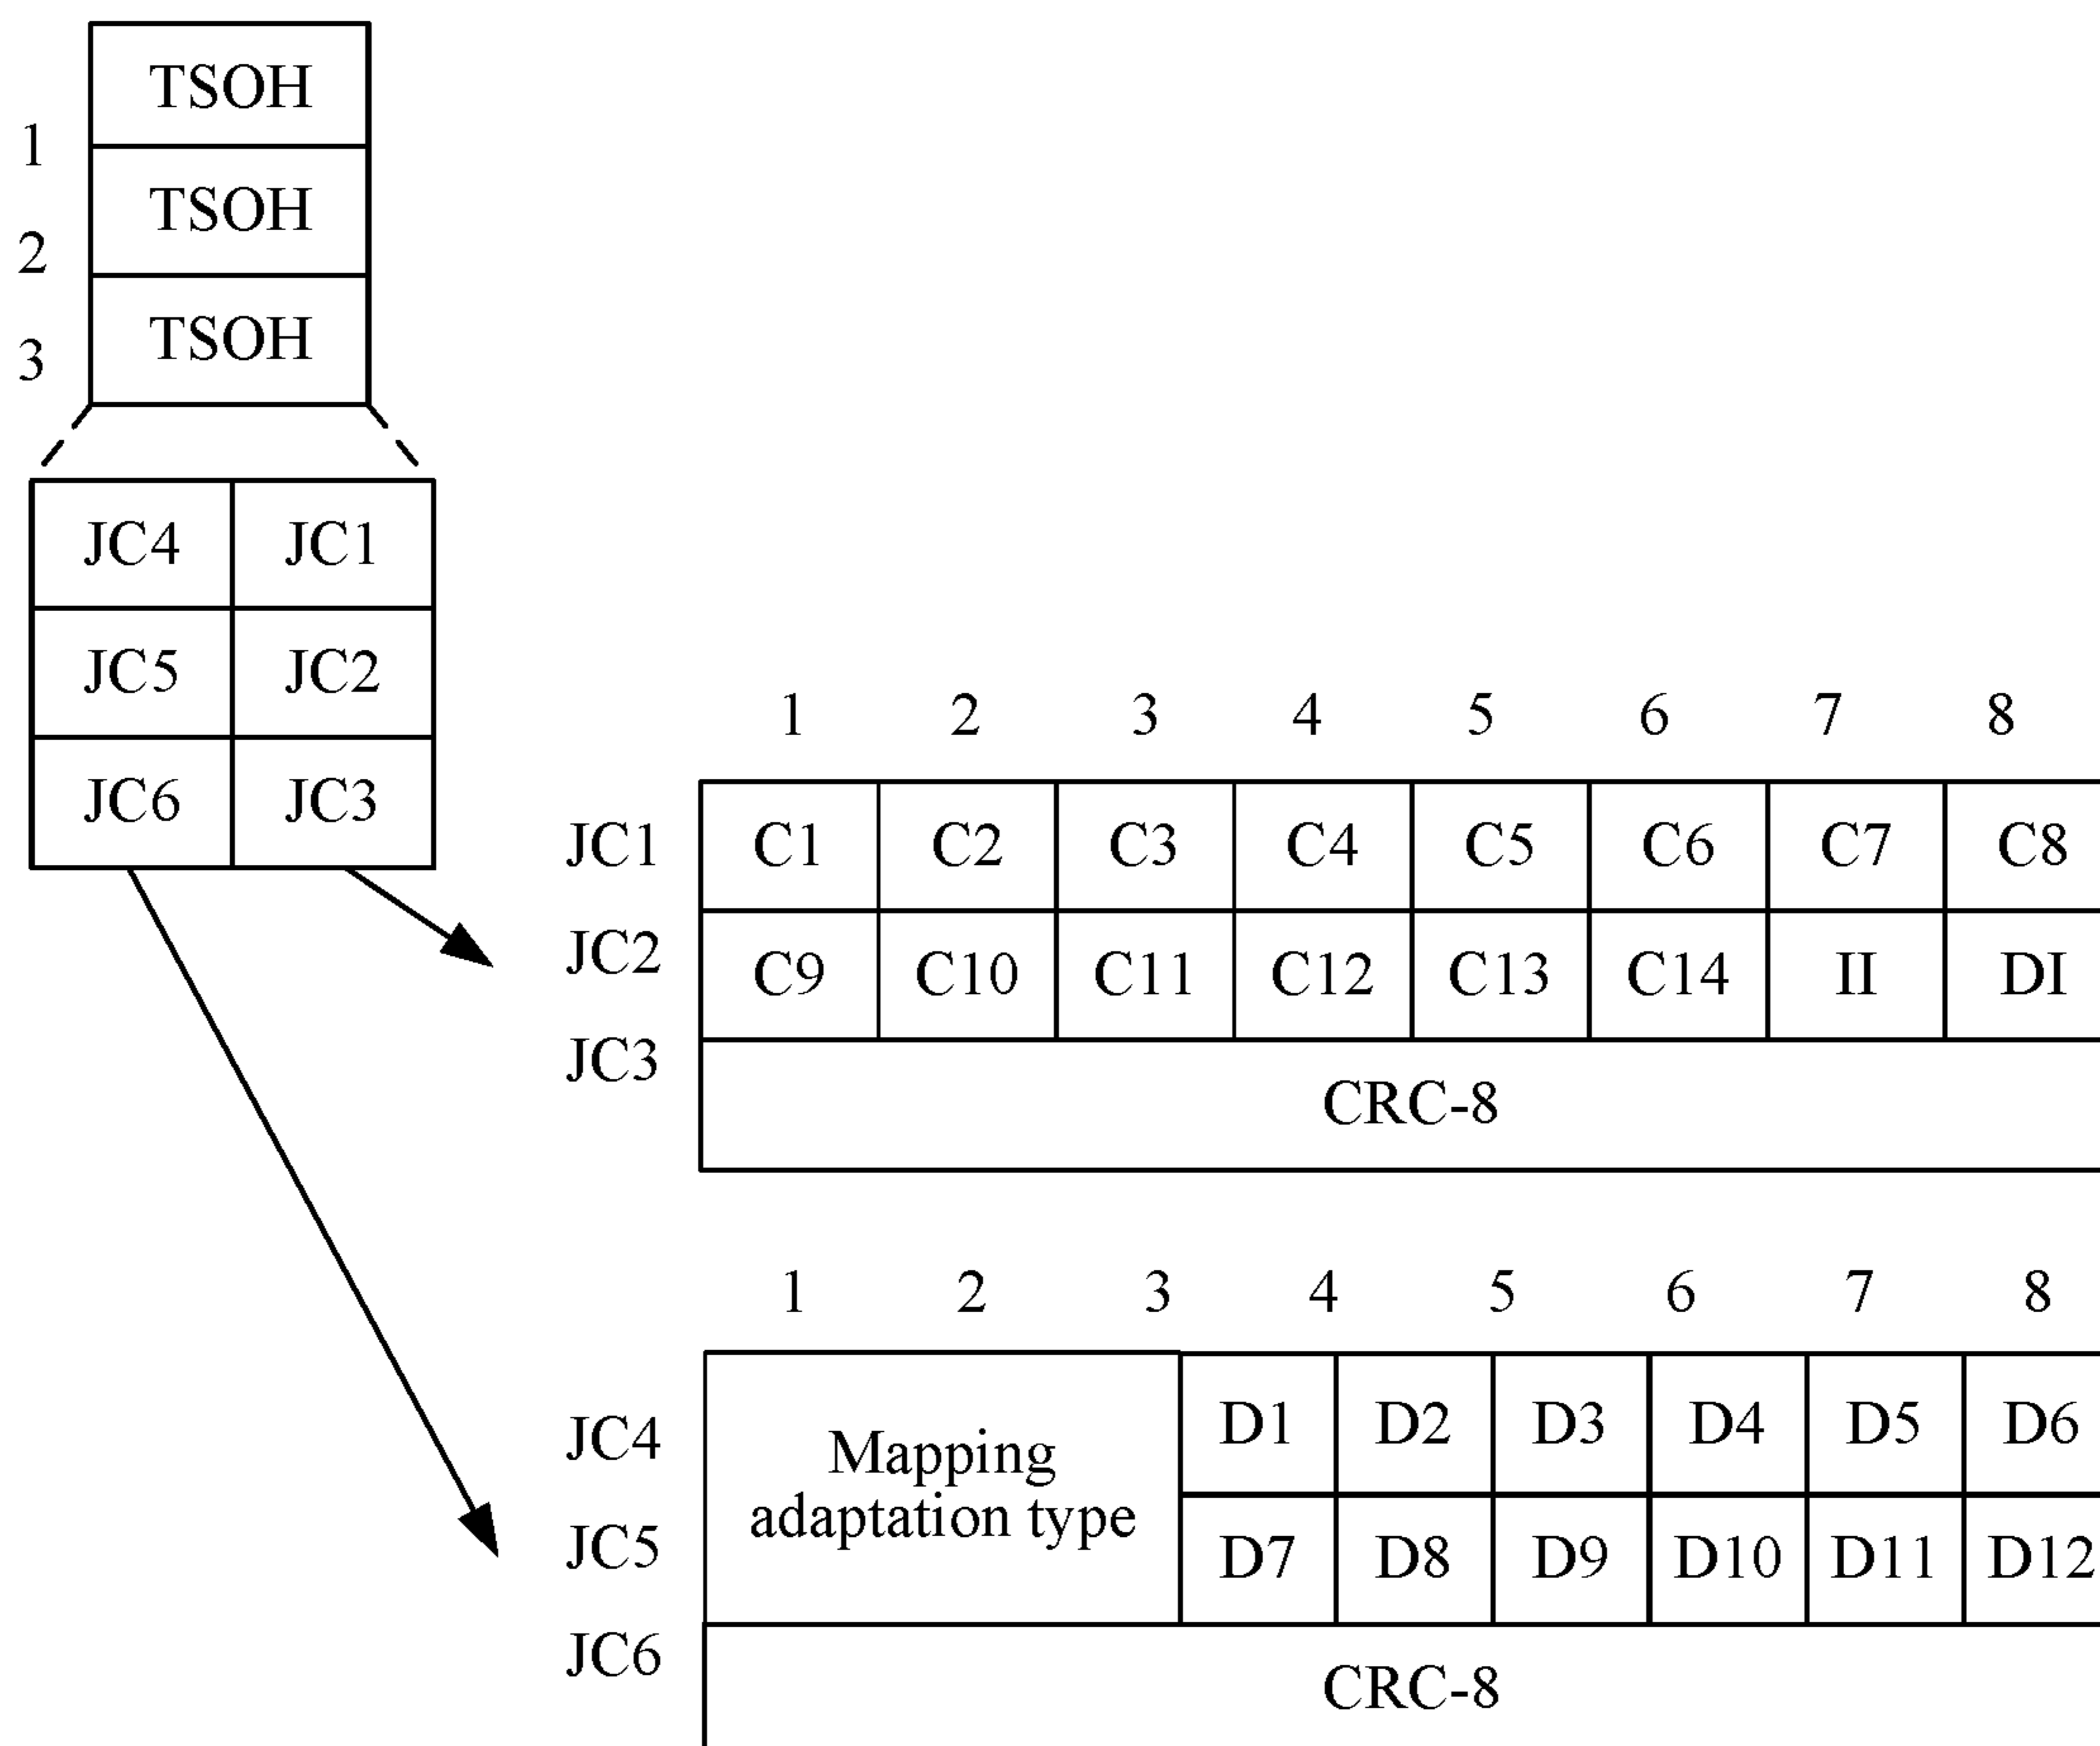 TSOH
1
TSOH
2
TSOH
3
JC4 JC1
JC5 JC2
JC6 JC3
1 2 3 4 5 6 7 8
JC1 C1 C2 C3 C4 C5 C6 C7 C8
JC2 C9 C10 C11 C12 C13 C14 II DI
JC3
CRC-8
1 2 3 4 5 6 7 8
JC4 D1 D2 D3 D4 D5 D6
Mapping
adaptation type
JC5 D7 D8 D9 D10 D11 D12
JC6
CRC-8